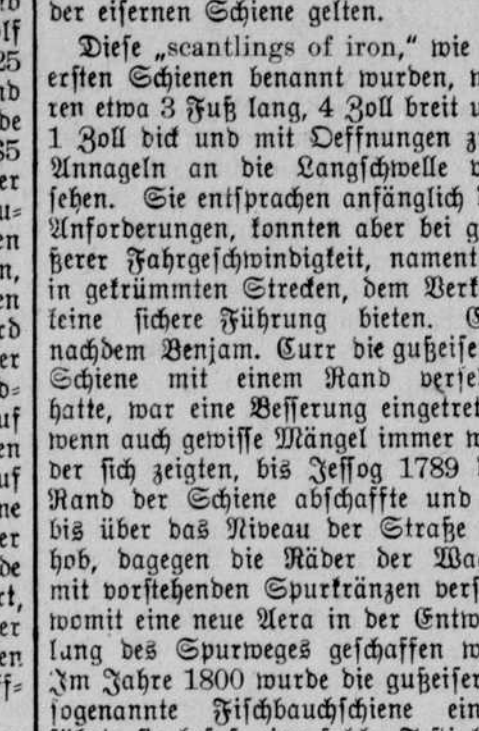 der eisernen Schiene gelten.
Diese „scantlings of iron,“ wie
ersten Schienen benannt wurden,
ren etwa 3 Fuß lang, 4 Zoll breit
1 Zoll dick und mit Oeffnungen
Annageln an die Langschwelle
sehen. Sie entsprachen anfänglich
Anforderungen, konnten aber bei
ßerer Fahrgeschwindigkeit, nament
in gekrümmten Strecken, dem Verk
keine sichere Führung bieten.
nachdem Benjam. Curr die gußeise
Schiene mit einem Rand verse
hatte, war eine Besserung eingetret
wenn auch gewisse Mängel immer
der sich zeigten, bis Jessog 1789
Rand der Schiene abschaffte und
bis über das Niveau der Straße
hob, dagegen die Räder der Wa
mit vorstehenden Spurkränzen vers
womit eine neue Aera in der Entw
lung des Spurweges geschaffen w
Im Jahre 1800 wurde die gußeiser
sogenannte Fischbauchschiene ein